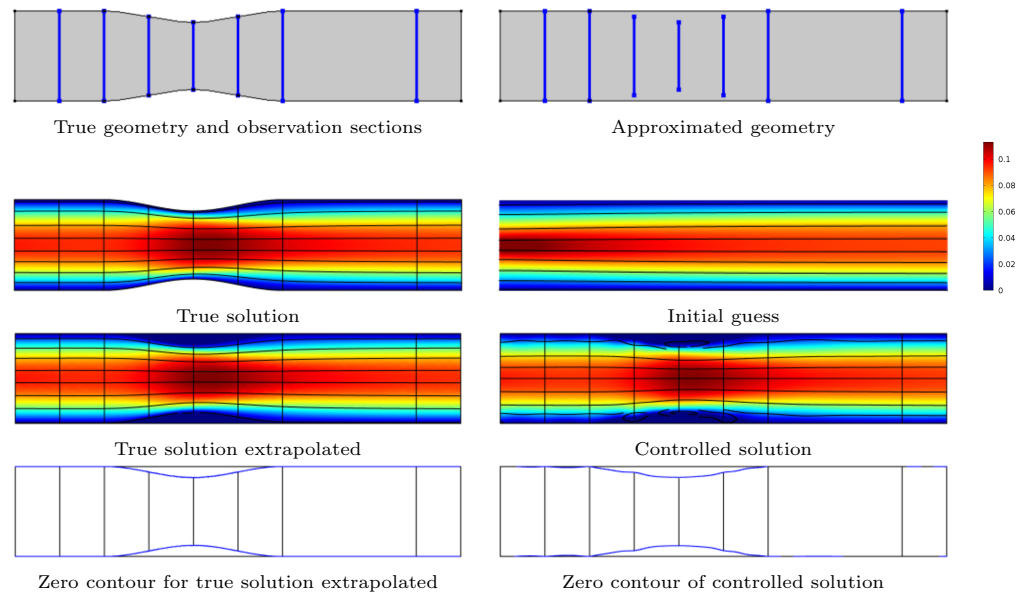 True geometry and observation sections
Approximated geometry
0.1
0.08
0.06
0.04
0.02
0
True solution
Initial guess
True solution extrapolated
Controlled solution
Zero contour for true solution extrapolated
Zero contour of controlled solution